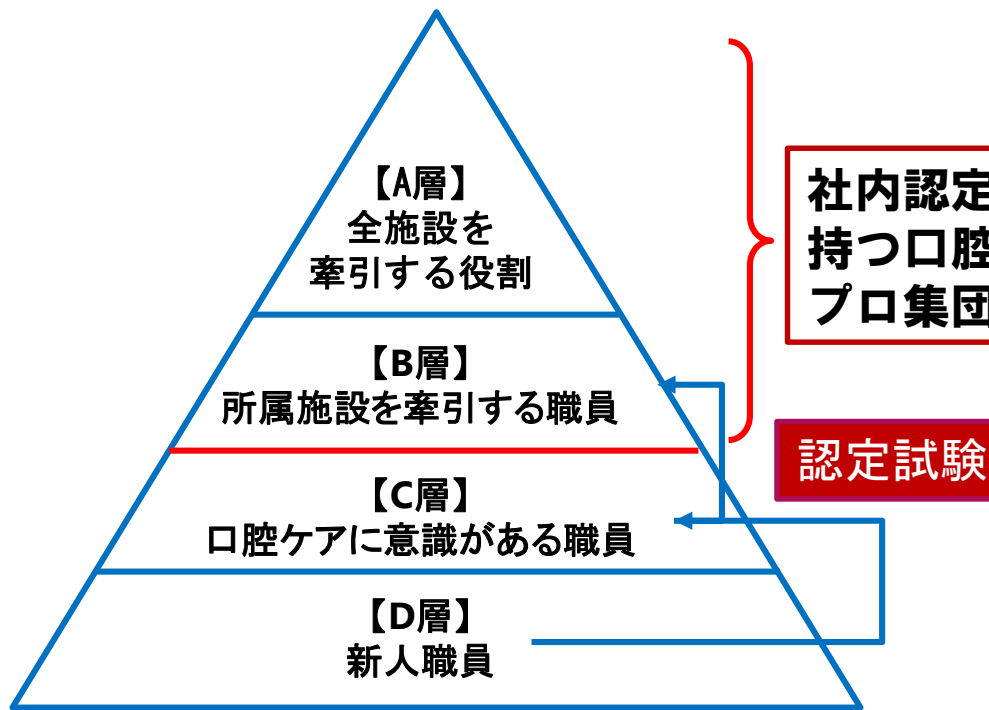 【A層】
全施設を
牽引する役割
社内認定
持つ口腔
プロ集団
【B層】
所属施設を牽引する職員
認定試験
【C層】
口腔ケアに意識がある職員
【D層】
新人職員